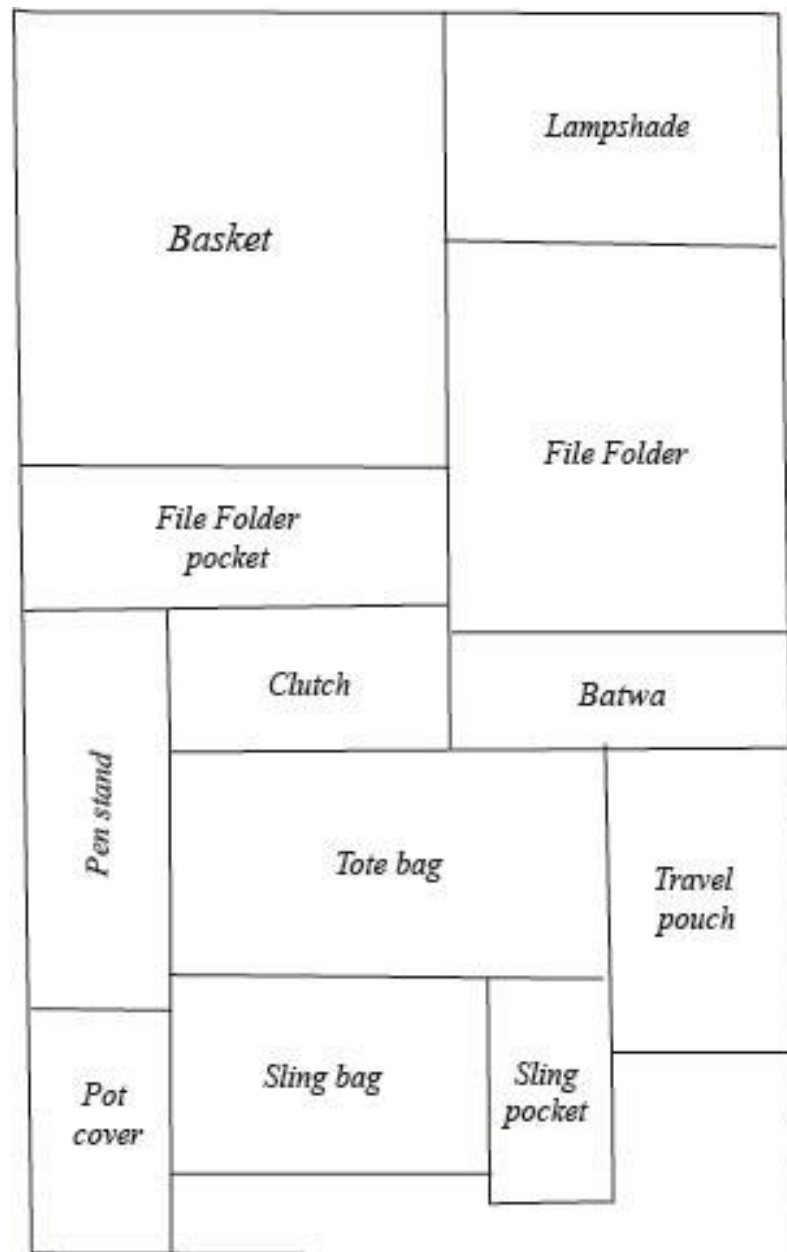 Lampshade
Basket
File Folder
File Folder
pocket
Clutch
Batwa
Pen stand
Tote bag
Travel
pouch
Sling bag
Sling
pocket
Pot
cover